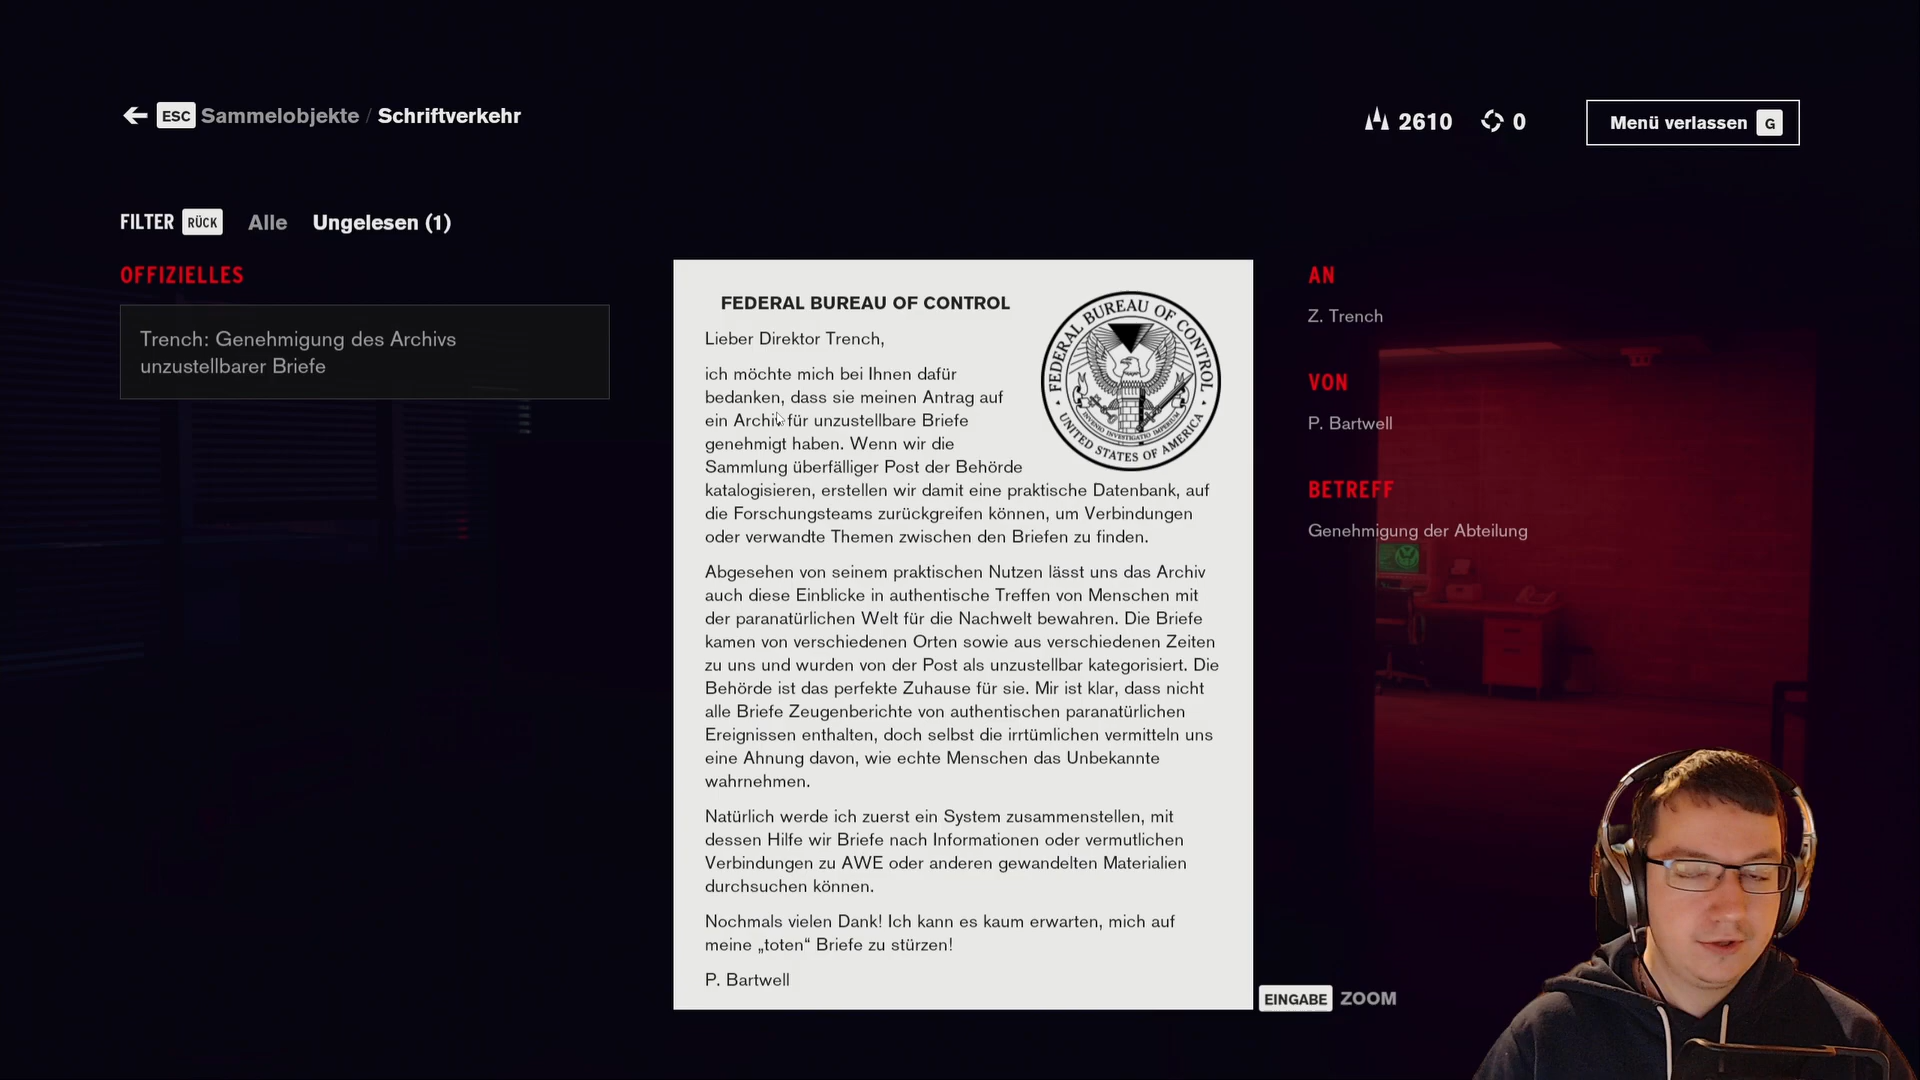 ESC Sammelobjekte / Schriftverkehr
2610 0
Menü verlassen G
FILTER RÜCK Alle Ungelesen (1)
OFFIZIELLES
Trench: Genehmigung des Archivs
unzustellbarer Briefe
FEDERAL BUREAU OF CONTROL
FEDERAL BUREAU OF CONTROL
INVENIO INVESTIGATIO IMPERIUM
UNITED STATES OF AMERICA
Lieber Direktor Trench,
ich möchte mich bei Ihnen dafür
bedanken, dass sie meinen Antrag auf
ein Archiv für unzustellbare Briefe
genehmigt haben. Wenn wir die
Sammlung überfälliger Post der Behörde
katalogisieren, erstellen wir damit eine praktische Datenbank, auf
die Forschungsteams zurückgreifen können, um Verbindungen
oder verwandte Themen zwischen den Briefen zu finden.
Abgesehen von seinem praktischen Nutzen lässt uns das Archiv
auch diese Einblicke in authentische Treffen von Menschen mit
der paranatürlichen Welt für die Nachwelt bewahren. Die Briefe
kamen von verschiedenen Orten sowie aus verschiedenen Zeiten
zu uns und wurden von der Post als unzustellbar kategorisiert. Die
Behörde ist das perfekte Zuhause für sie. Mir ist klar, dass nicht
alle Briefe Zeugenberichte von authentischen paranatürlichen
Ereignissen enthalten, doch selbst die irrtümlichen vermitteln uns
eine Ahnung davon, wie echte Menschen das Unbekannte
wahrnehmen.
Natürlich werde ich zuerst ein System zusammenstellen, mit
dessen Hilfe wir Briefe nach Informationen oder vermutlichen
Verbindungen zu AWE oder anderen gewandelten Materialien
durchsuchen können.
Nochmals vielen Dank! Ich kann es kaum erwarten, mich auf
meine „toten“ Briefe zu stürzen!
P. Bartwell
AN
Z. Trench
VON
P. Bartwell
BETREFF
Genehmigung der Abteilung
EINGABE ZOOM